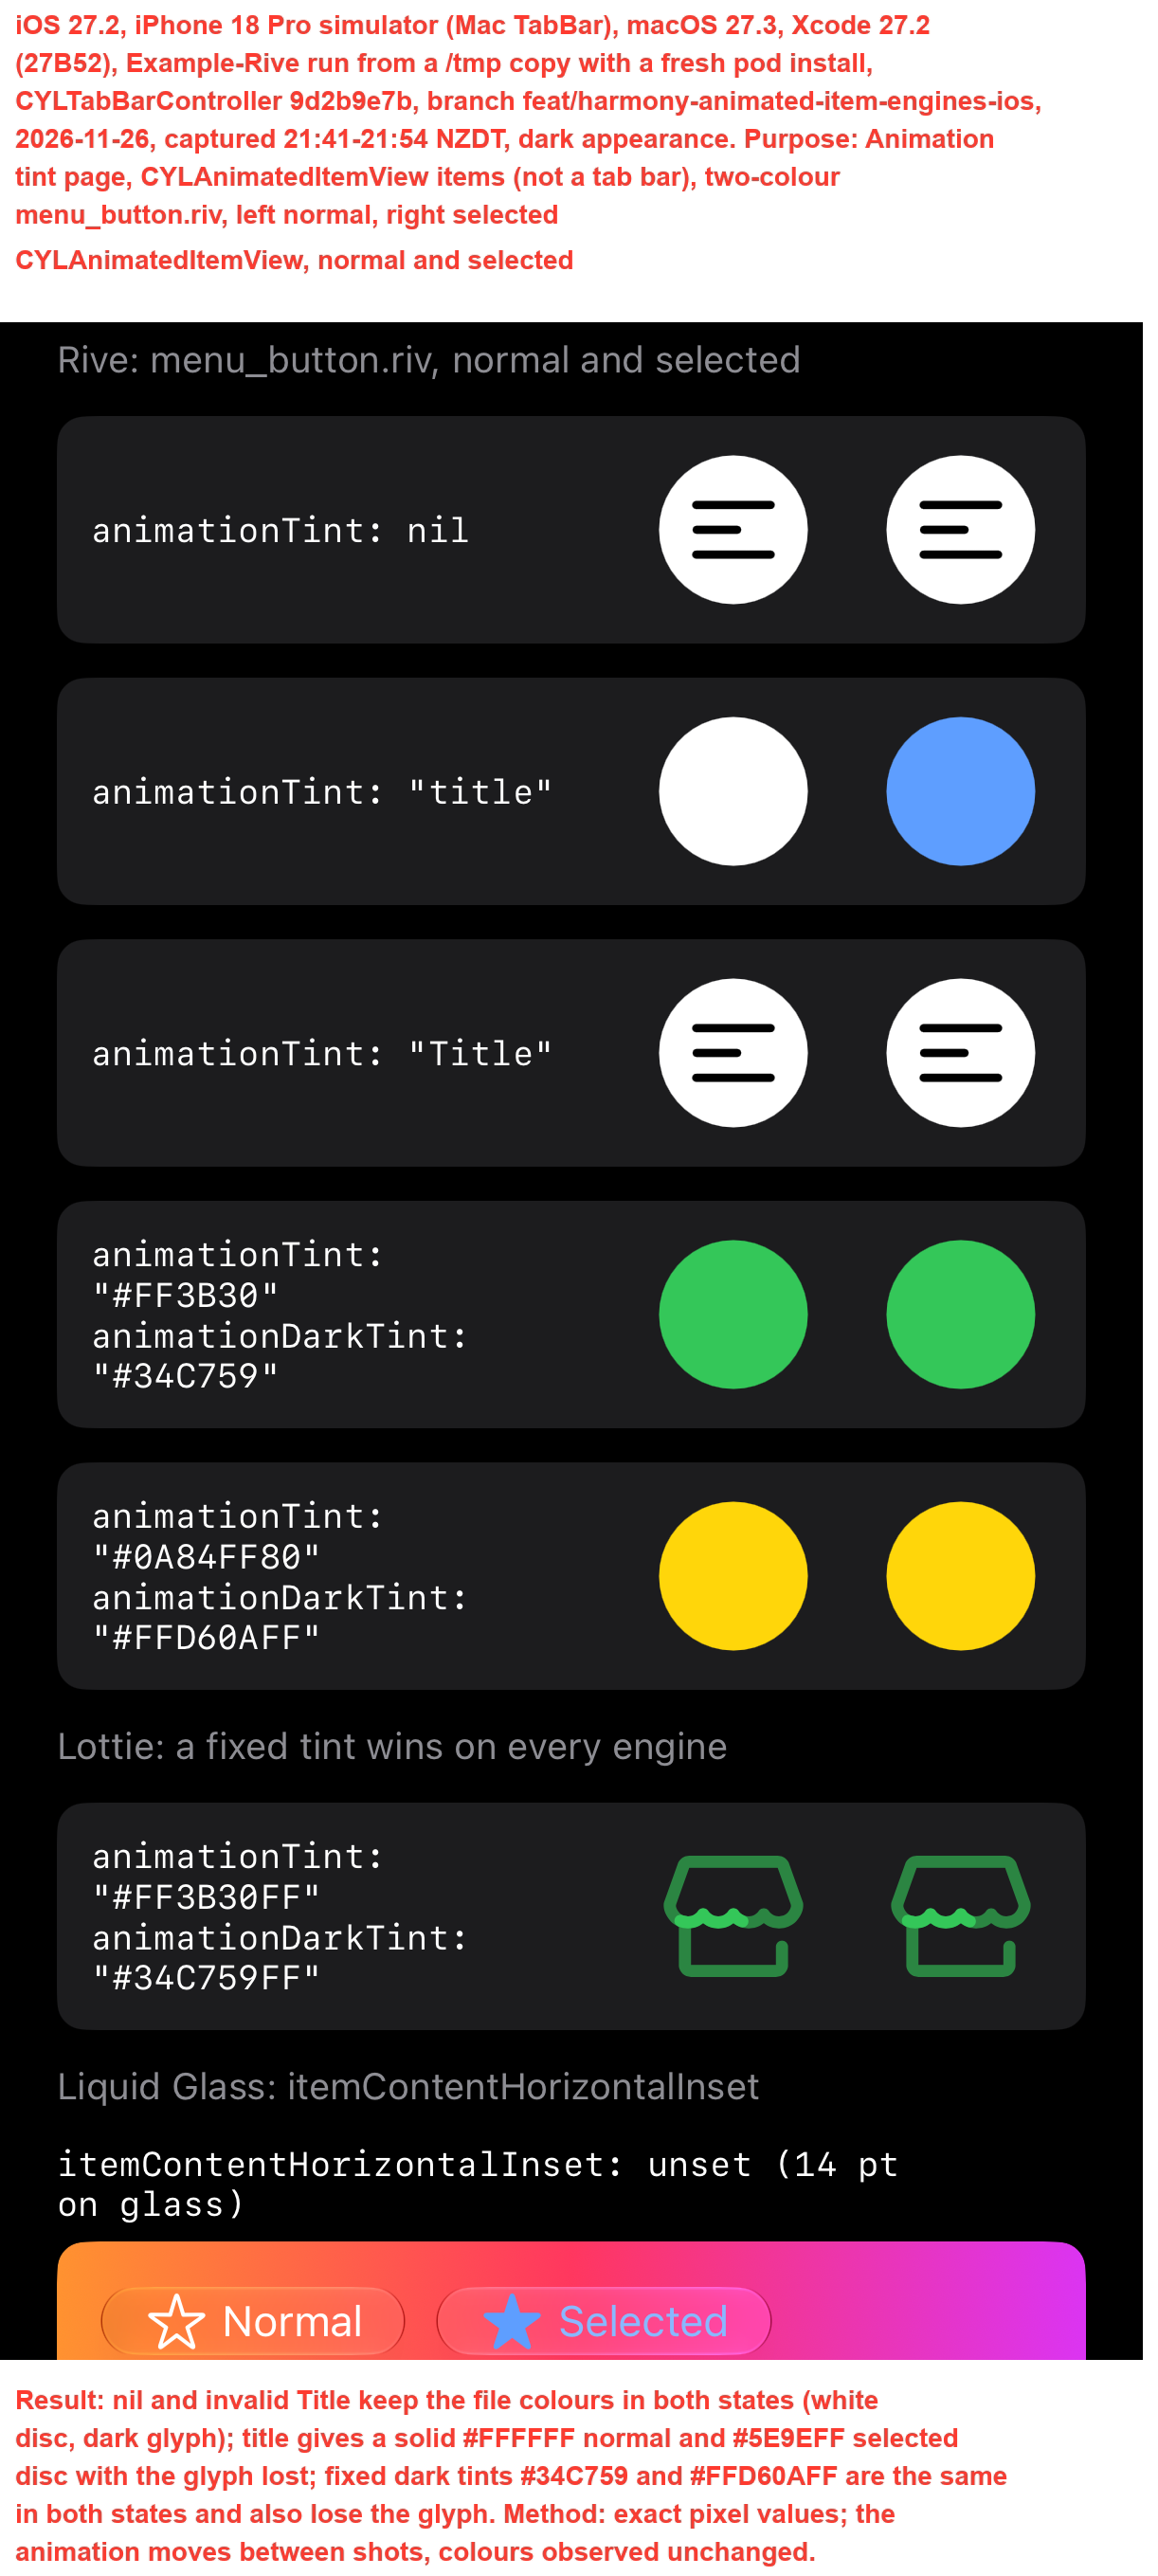 iOS 27.2, iPhone 18 Pro simulator (Mac TabBar), macOS 27.3, Xcode 27.2
(27B52), Example-Rive run from a /tmp copy with a fresh pod install,
CYLTabBarController 9d2b9e7b, branch feat/harmony-animated-item-engines-ios,
2026-11-26, captured 21:41-21:54 NZDT, dark appearance. Purpose: Animation
tint page, CYLAnimatedItemView items (not a tab bar), two-colour
menu_button.riv, left normal, right selected
CYLAnimatedItemView, normal and selected
Rive: menu_button.riv, normal and selected
animationTint: nil
animationTint: "title"
animationTint: "Title"
animationTint:
"#FF3B30"
animationDarkTint:
"#34C759"
animationTint:
"#0A84FF80"
animationDarkTint:
"#FFD60AFF"
Lottie: a fixed tint wins on every engine
animationTint:
"#FF3B30FF"
animationDarkTint:
"#34C759FF"
Liquid Glass: itemContentHorizontalInset
itemContentHorizontalInset: unset (14 pt
on glass)
Normal
Selected
Result: nil and invalid Title keep the file colours in both states (white
disc, dark glyph); title gives a solid #FFFFFF normal and #5E9EFF selected
disc with the glyph lost; fixed dark tints #34C759 and #FFD60AFF are the same
in both states and also lose the glyph. Method: exact pixel values; the
animation moves between shots, colours observed unchanged.